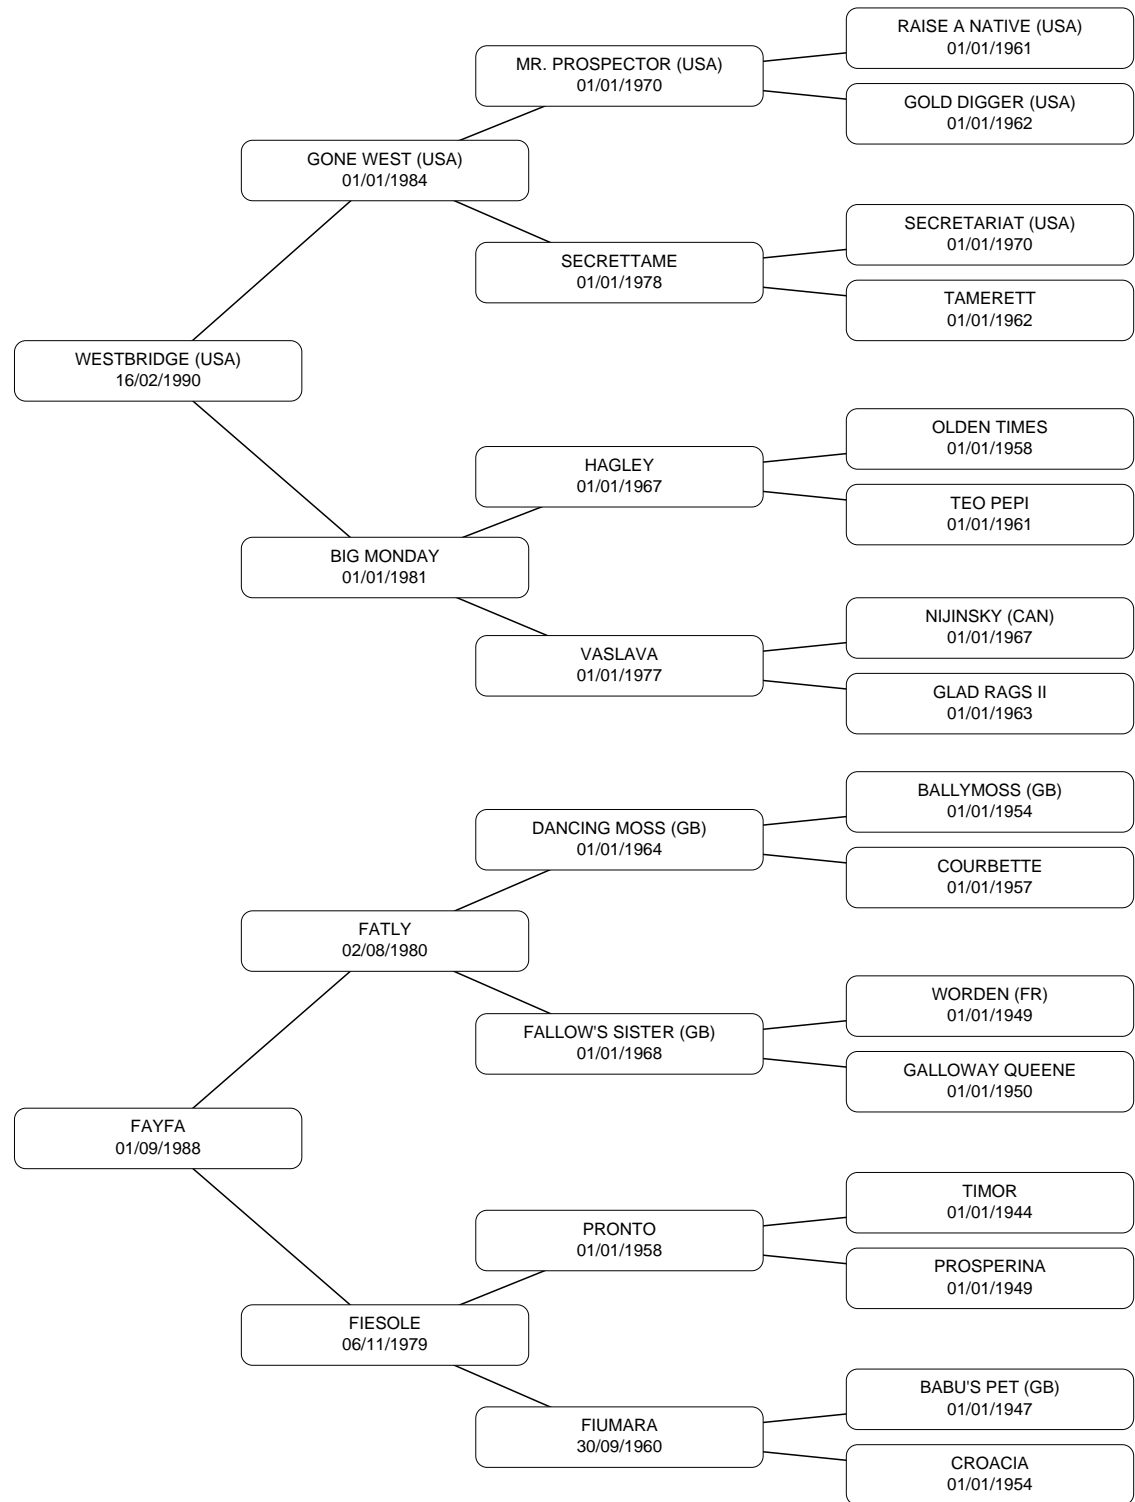 RAISE A NATIVE (USA)
01/01/1961
MR. PROSPECTOR (USA)
01/01/1970
GOLD DIGGER (USA)
01/01/1962
GONE WEST (USA)
01/01/1984
SECRETARIAT (USA)
01/01/1970
SECRETTAME
01/01/1978
TAMERETT
01/01/1962
WESTBRIDGE (USA)
16/02/1990
OLDEN TIMES
01/01/1958
HAGLEY
01/01/1967
TEO PEPI
01/01/1961
BIG MONDAY
01/01/1981
NIJINSKY (CAN)
01/01/1967
VASLAVA
01/01/1977
GLAD RAGS II
01/01/1963
BALLYMOSS (GB)
01/01/1954
DANCING MOSS (GB)
01/01/1964
COURBETTE
01/01/1957
FATLY
02/08/1980
WORDEN (FR)
01/01/1949
FALLOW'S SISTER (GB)
01/01/1968
GALLOWAY QUEENE
01/01/1950
FAYFA
01/09/1988
TIMOR
01/01/1944
PRONTO
01/01/1958
PROSPERINA
01/01/1949
FIESOLE
06/11/1979
BABU'S PET (GB)
01/01/1947
FIUMARA
30/09/1960
CROACIA
01/01/1954